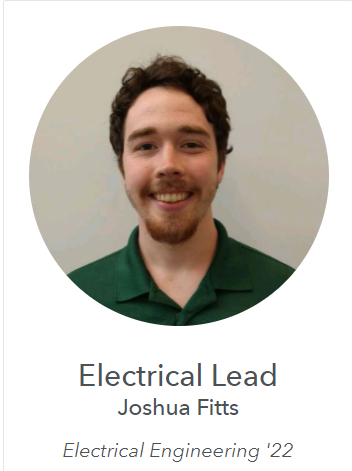 Electrical Lead
Joshua Fitts
Electrical Engineering '22